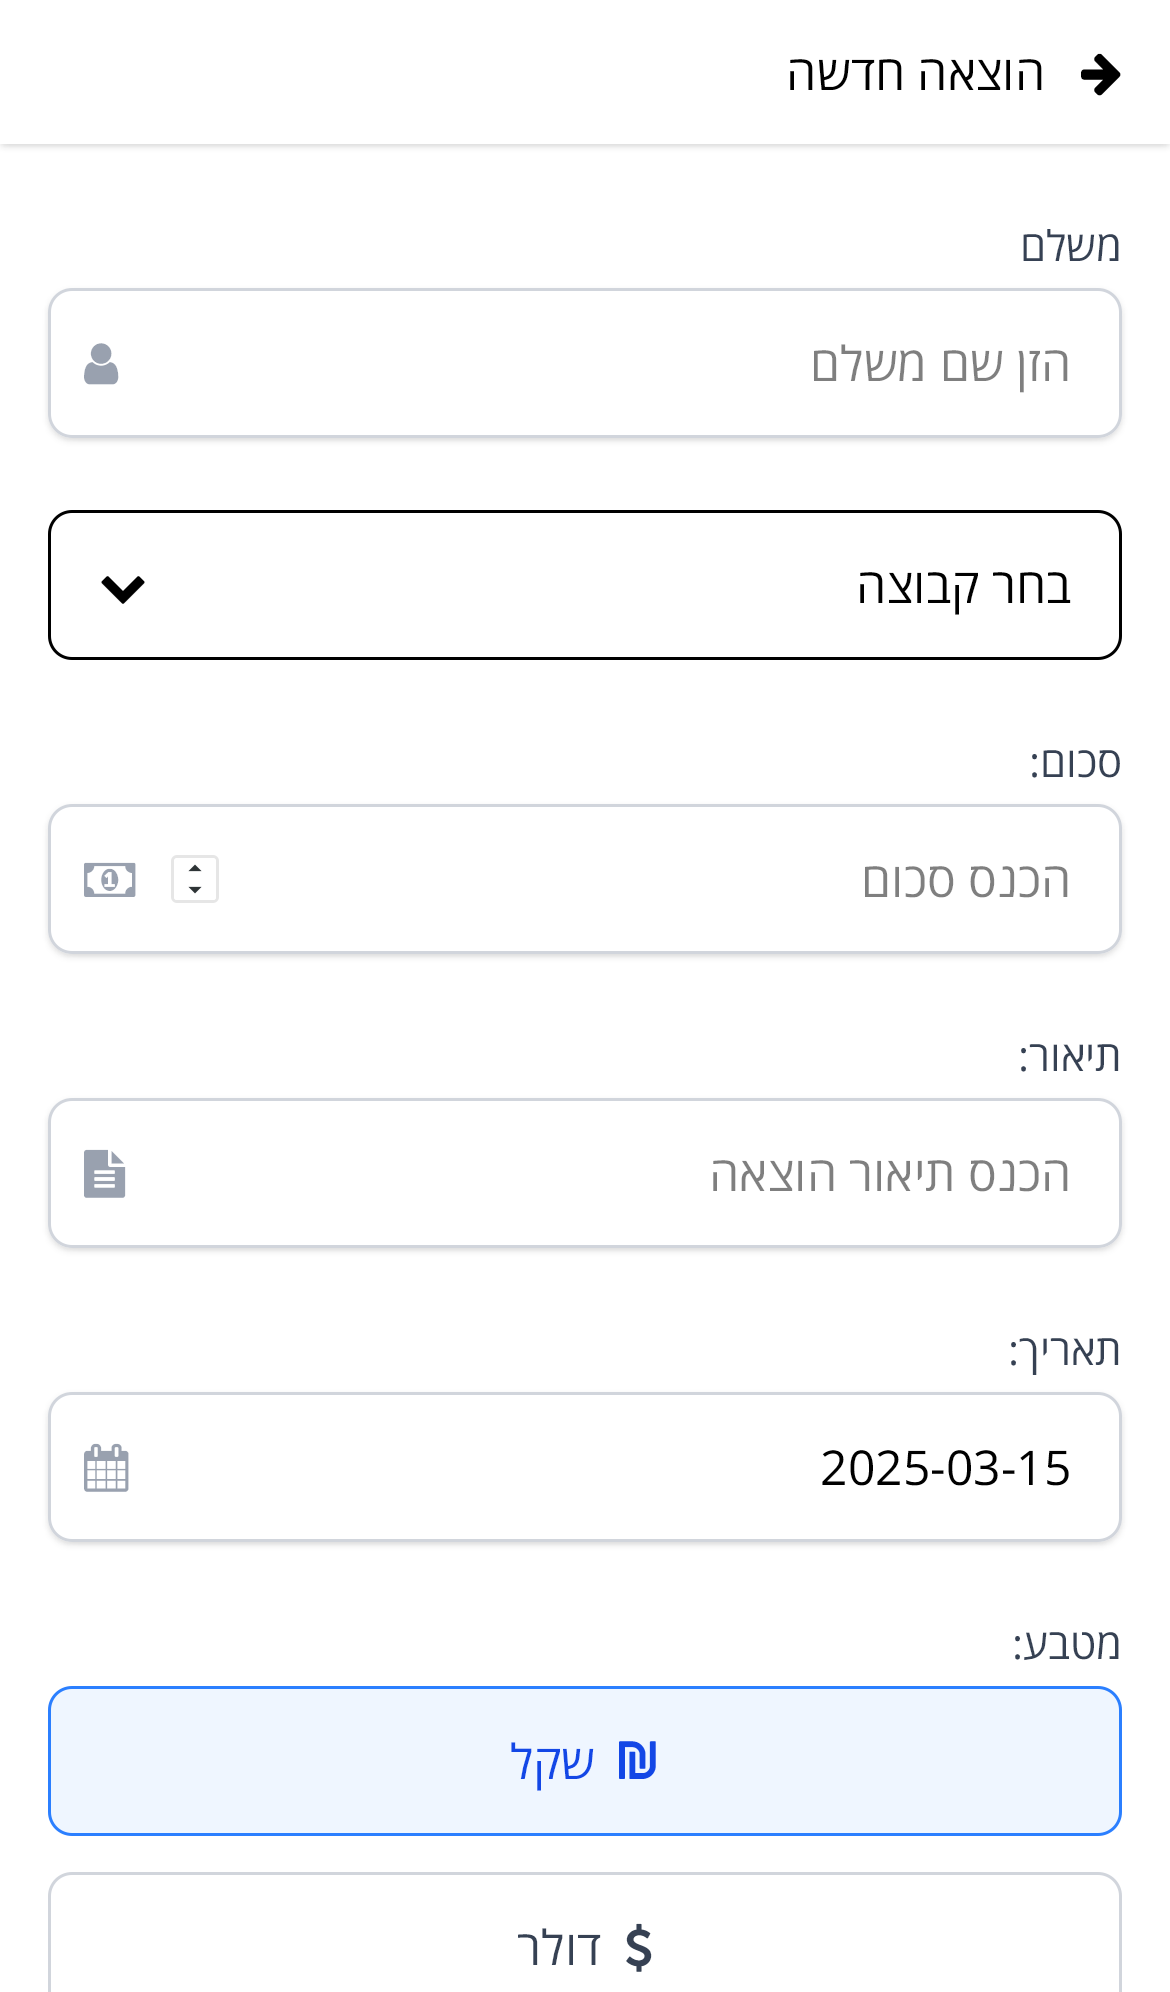 הוצאה חדשה
משלם
הזן שם משלם
בחר קבוצה
סכום:
הכנס סכום
תיאור:
הכנס תיאור הוצאה
תאריך:
2025-03-15
מטבע:
₪ שקל
$ דולר